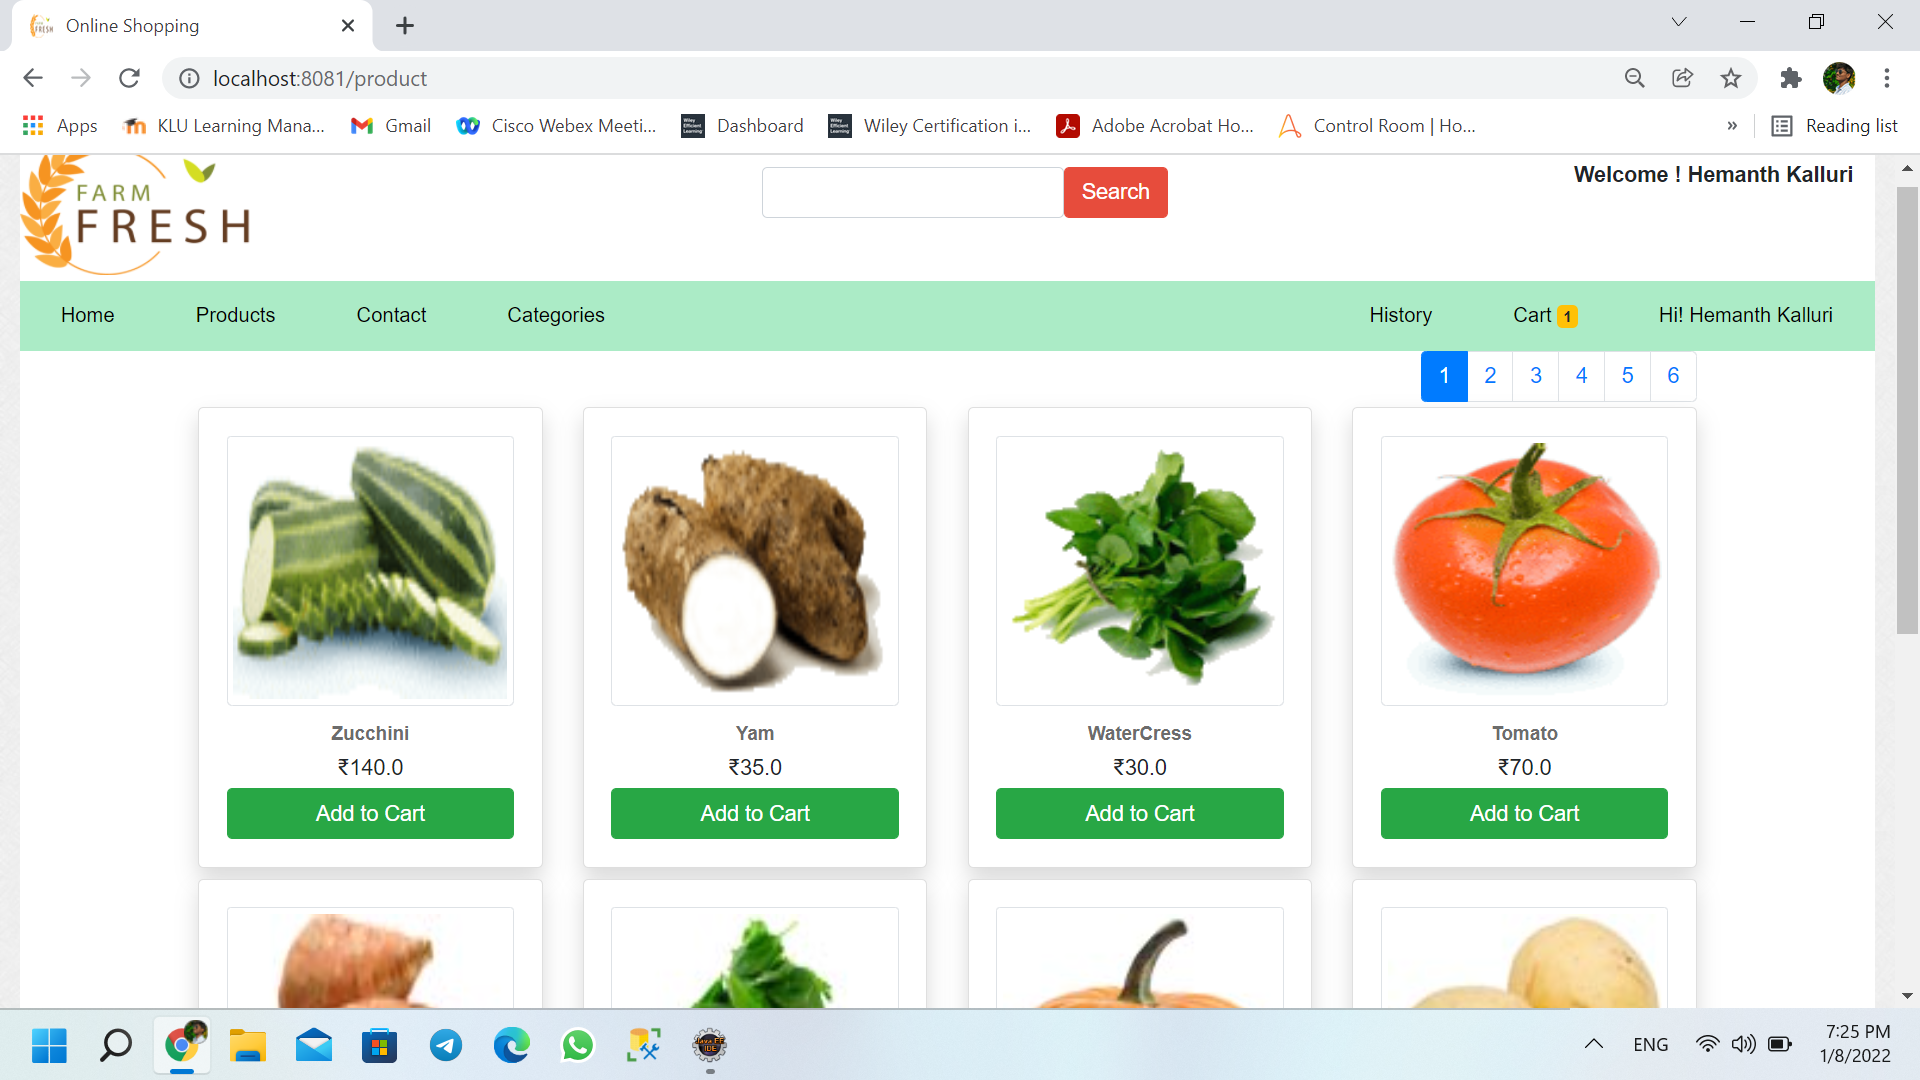 Online Shopping
localhost:8081/product
Apps
KLU Learning Mana...
Gmail
Cisco Webex Meeti...
Dashboard
Wiley Certification i...
Adobe Acrobat Ho...
Control Room | Ho...
»
Reading list
FARM
FRESH
Search
Welcome ! Hemanth Kalluri
Home
Products
Contact
Categories
History
Cart 1
Hi! Hemanth Kalluri
1 2 3 4 5 6
Zucchini
₹140.0
Add to Cart
Yam
₹35.0
Add to Cart
WaterCress
₹30.0
Add to Cart
Tomato
₹70.0
Add to Cart
ENG
7:25 PM
1/8/2022